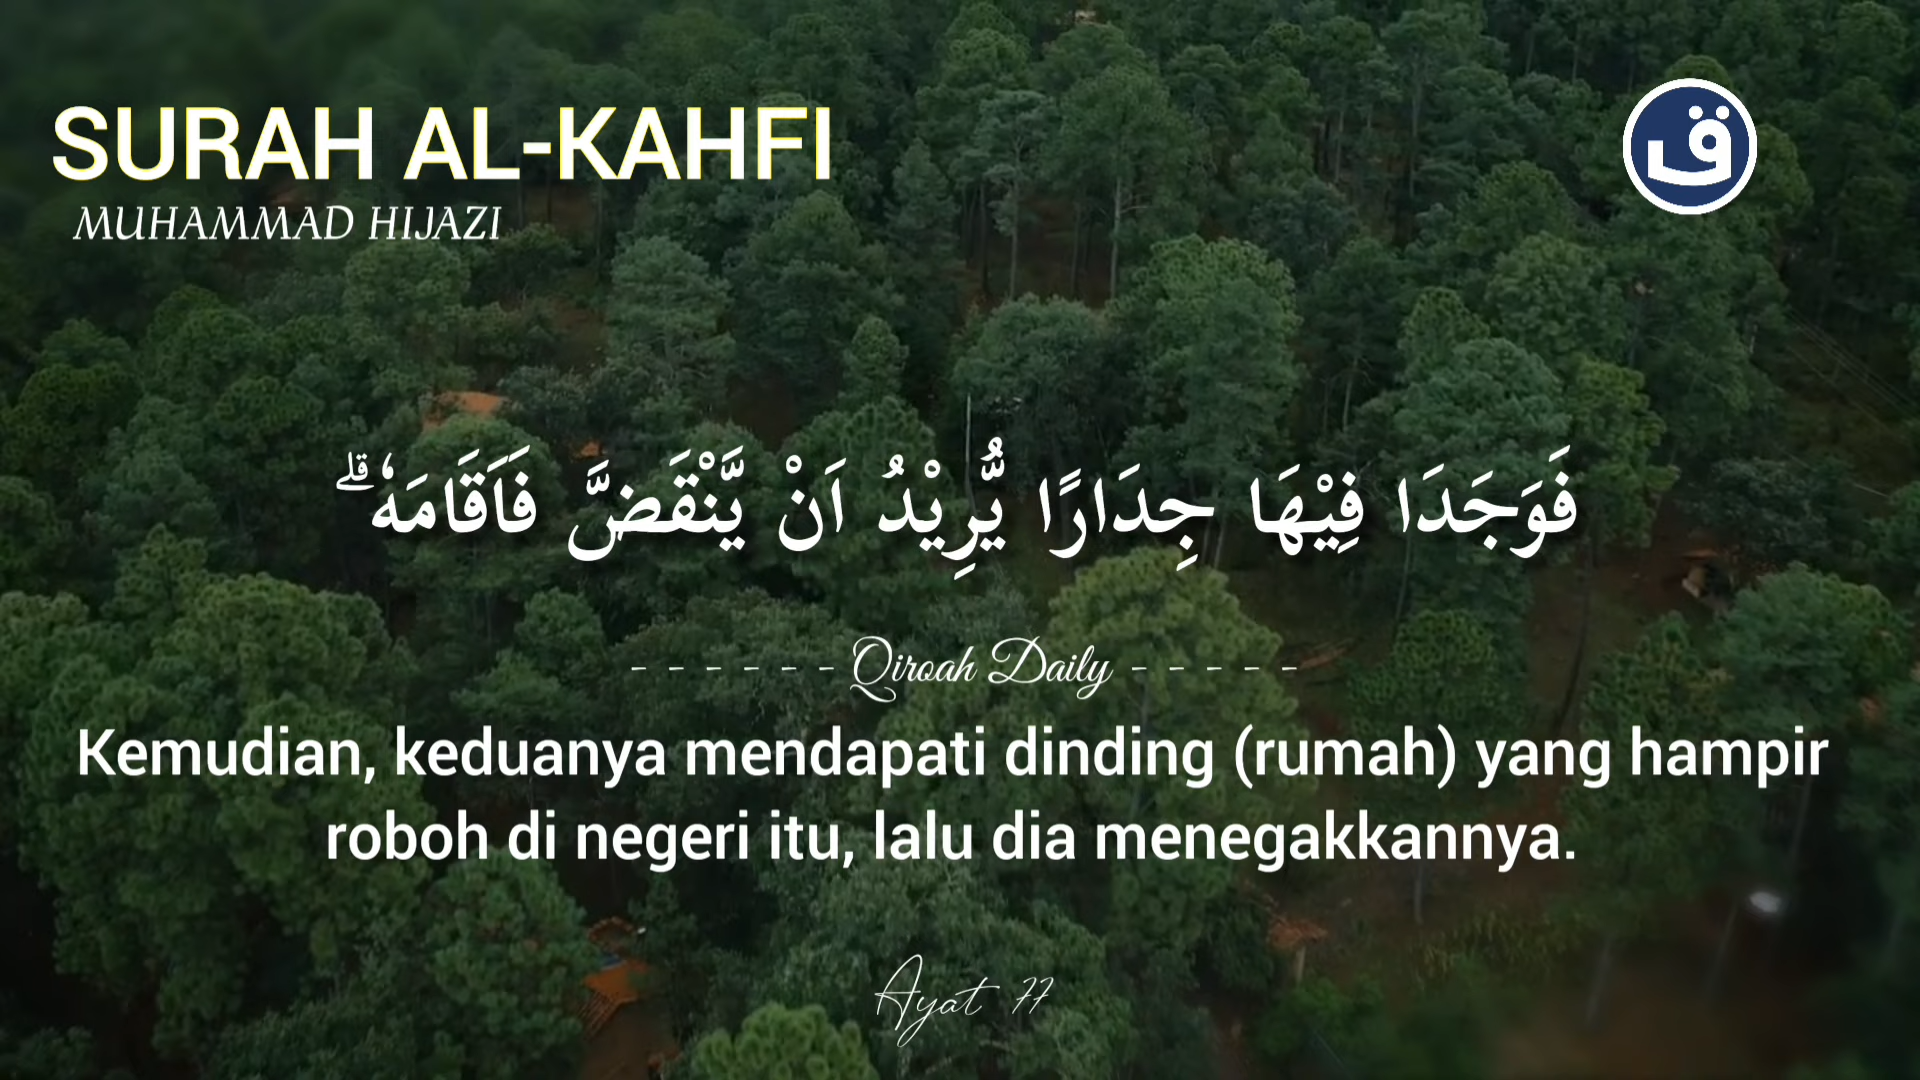 SURAH AL-KAHFI
MUHAMMAD HIJAZI
ق
فَوَجَدَا فِيْهَا جِدَارًا يُّرِيْدُ اَنْ يَّنْقَضَّ فَاَقَامَهٗ ۗ
- - - - - - Qiroah Daily - - - - -
Kemudian, keduanya mendapati dinding (rumah) yang hampir
roboh di negeri itu, lalu dia menegakkannya.
Ayat 77